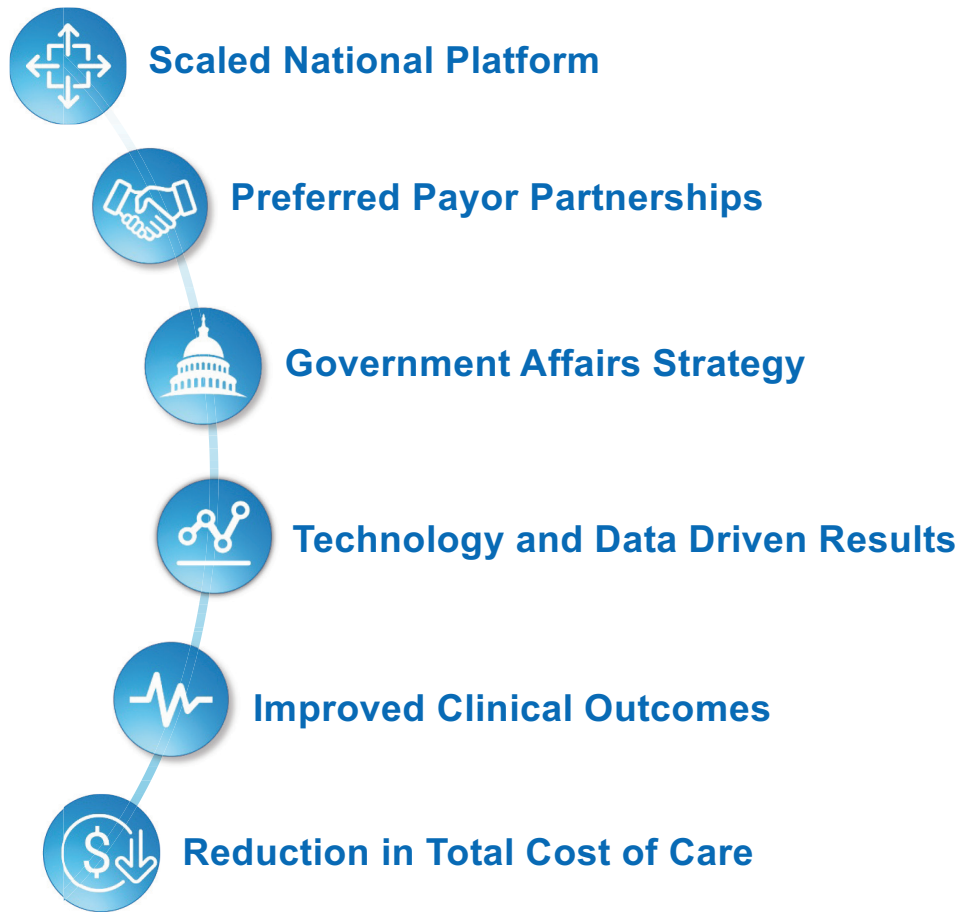 Scaled National Platform
Preferred Payor Partnerships
Government Affairs Strategy
Technology and Data Driven Results
Improved Clinical Outcomes
$
Reduction in Total Cost of Care